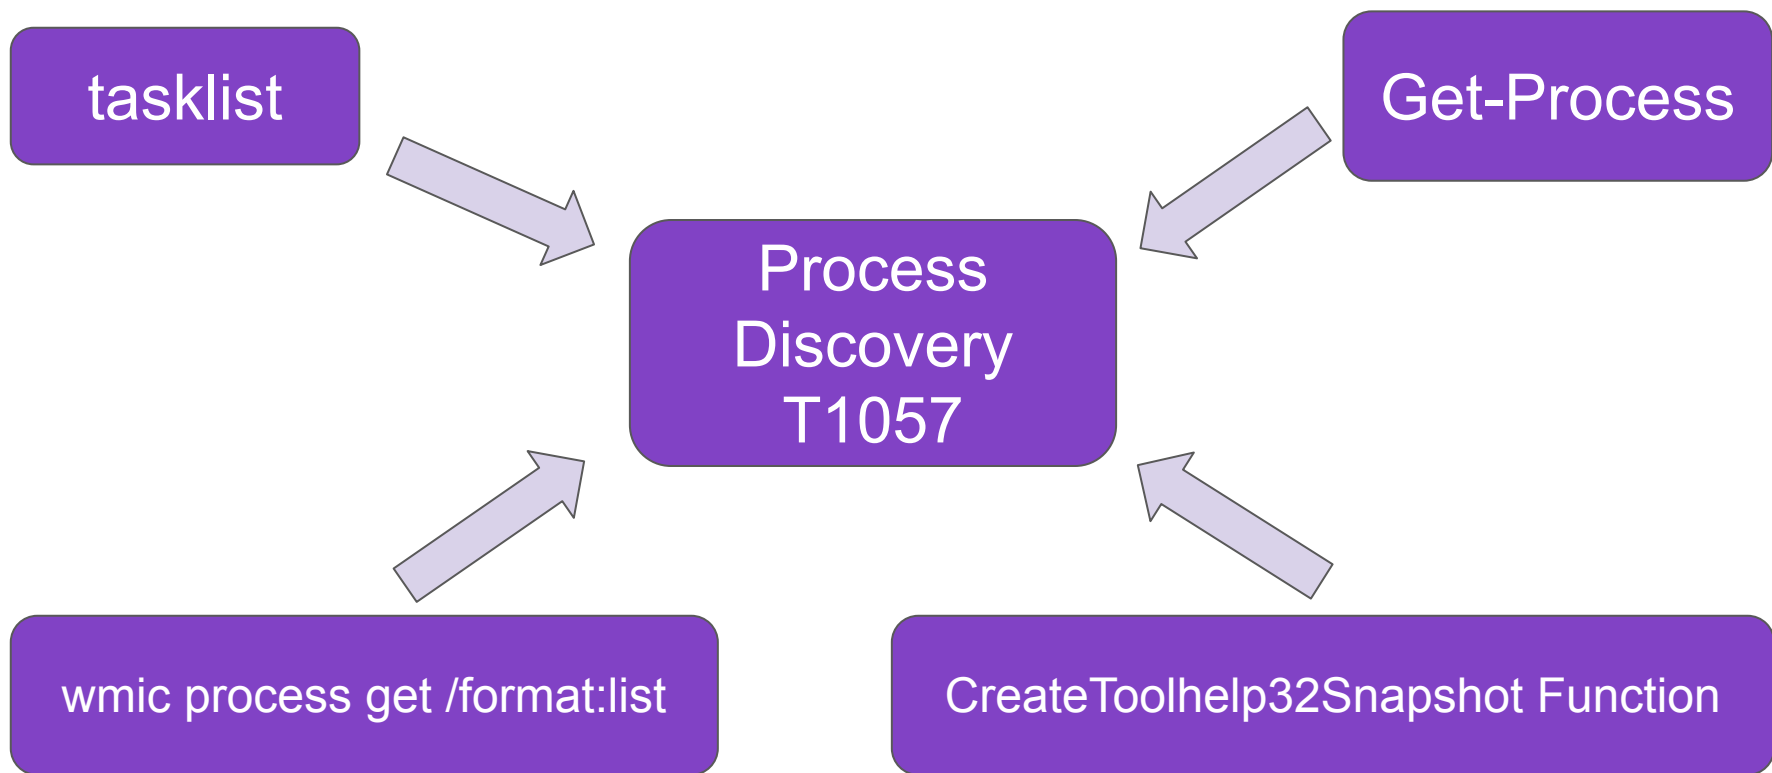 tasklist
Get-Process
Process
Discovery
T1057
wmic process get /format:list
CreateToolhelp32Snapshot Function